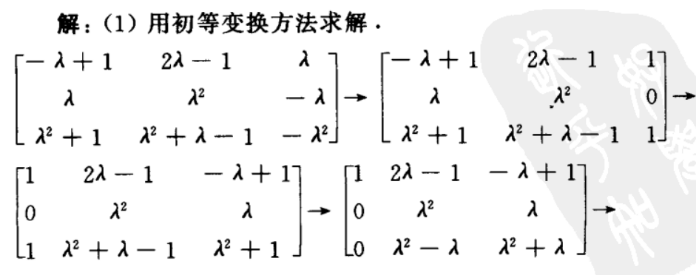 解：（1）用初等变换方法求解．
[−λ+1 2λ−1 λ; λ λ² −λ; λ²+1 λ²+λ−1 −λ²] → [−λ+1 2λ−1 1; λ λ² 0; λ²+1 λ²+λ−1 1] →
[1 2λ−1 −λ+1; 0 λ² λ; 1 λ²+λ−1 λ²+1] → [1 2λ−1 −λ+1; 0 λ² λ; 0 λ²−λ λ²+λ] →